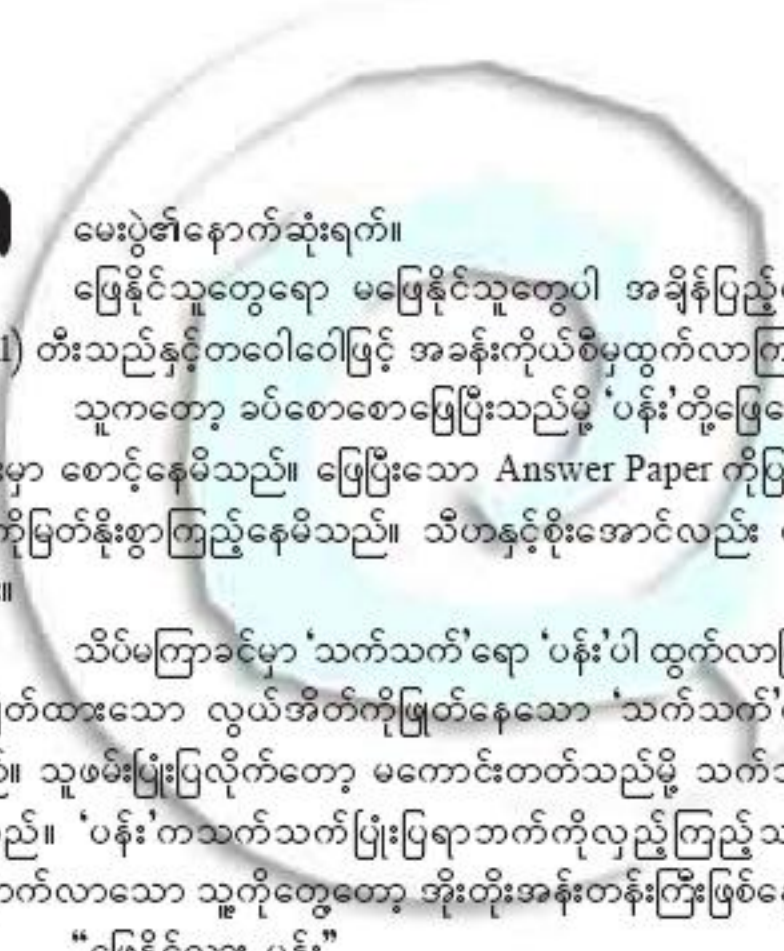 မေးပွဲ၏နောက်ဆုံးရက်။
ဖြေနိုင်သူတွေရော မဖြေနိုင်သူတွေပါ အချိန်ပြည့်
တီးသည်နှင့်တဝေါဝေါဖြင့် အခန်းကိုယ်စီမှထွက်လာကြ
သူကတော့ ခပ်စောစောဖြေပြီးသည်မို့ ‘ပန်း’တို့ဖြေ
မှာ စောင့်နေမိသည်။ ဖြေပြီးသော Answer Paper ကို
ကိုမြတ်နိုးစွာကြည့်နေမိသည်။ သီဟနှင့်စိုးအောင်လည်း
။
သိပ်မကြာခင်မှာ ‘သက်သက်’ရော ‘ပန်း’ပါ ထွက်လာ
တ်ထားသော လွယ်အိတ်ကိုဖြုတ်နေသော ‘သက်သက်’
။ သူဖမ်းပြုံးပြလိုက်တော့ မကောင်းတတ်သည်မို့ သက်
ည်။ ‘ပန်း’ကသက်သက်ပြုံးပြရာဘက်ကိုလှည့်ကြည့်
က်လာသော သူ့ကိုတွေ့တော့ အိုးတိုးအန်းတန်းကြီးဖြစ်
“ဖြေနိုင်လား ပန်း”